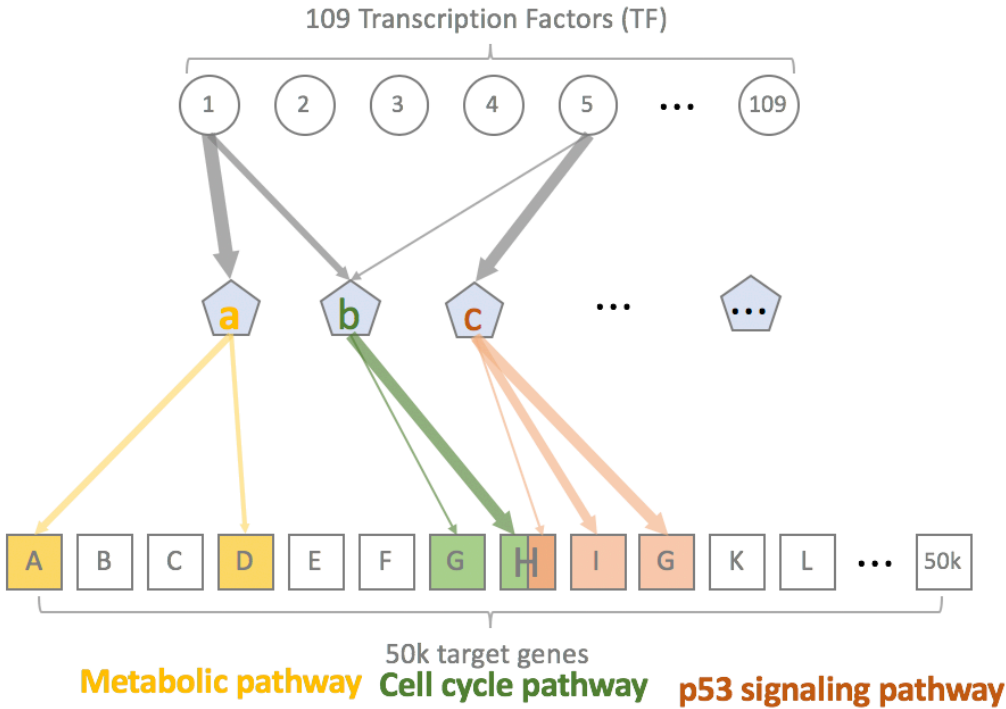 109 Transcription Factors (TF)
1 2 3 4 5 ... 109
a b c ... ...
A B C D E F G H I G K L ... 50k
50k target genes
Metabolic pathway Cell cycle pathway p53 signaling pathway